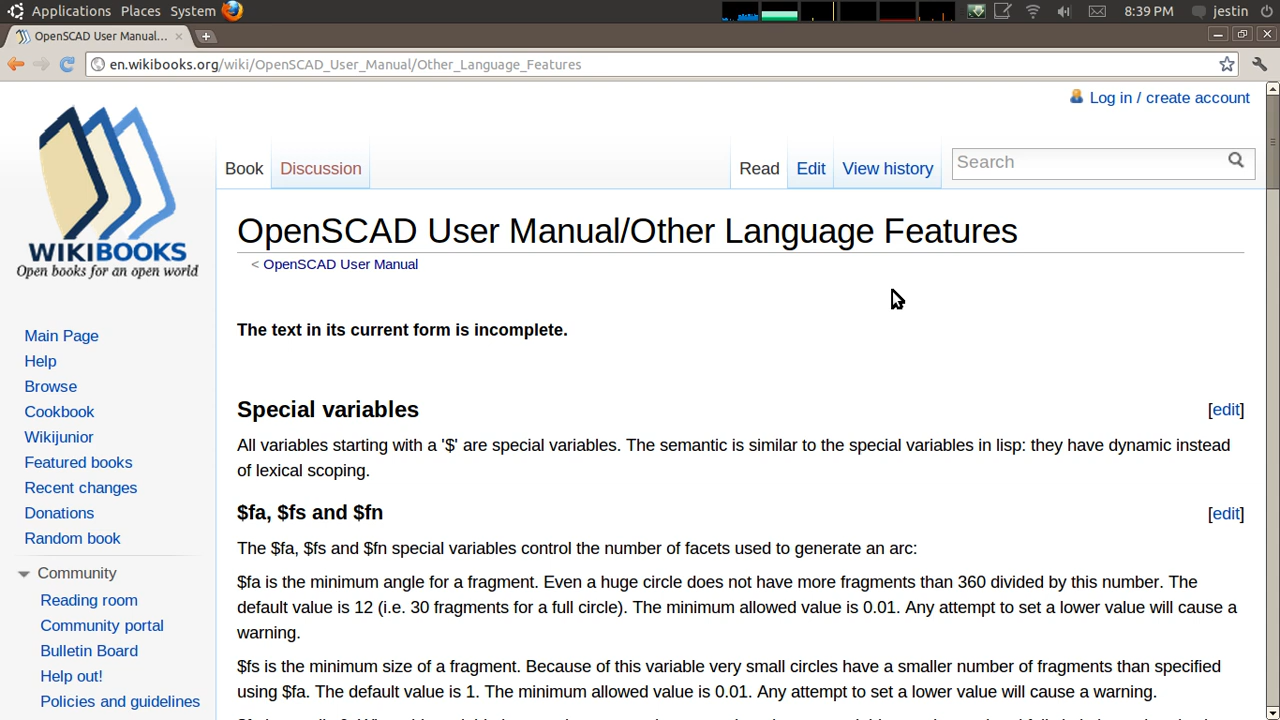 Applications Places System
8:39 PM jestin
OpenSCAD User Manual...
en.wikibooks.org/wiki/OpenSCAD_User_Manual/Other_Language_Features
Log in / create account
Book Discussion Read Edit View history Search
WIKIBOOKS
Open books for an open world
OpenSCAD User Manual/Other Language Features
< OpenSCAD User Manual
The text in its current form is incomplete.
Main Page
Help
Browse
Cookbook
Wikijunior
Featured books
Recent changes
Donations
Random book
Community
Reading room
Community portal
Bulletin Board
Help out!
Policies and guidelines
Special variables [edit]
All variables starting with a '$' are special variables. The semantic is similar to the special variables in lisp: they have dynamic instead
of lexical scoping.
$fa, $fs and $fn [edit]
The $fa, $fs and $fn special variables control the number of facets used to generate an arc:
$fa is the minimum angle for a fragment. Even a huge circle does not have more fragments than 360 divided by this number. The
default value is 12 (i.e. 30 fragments for a full circle). The minimum allowed value is 0.01. Any attempt to set a lower value will cause a
warning.
$fs is the minimum size of a fragment. Because of this variable very small circles have a smaller number of fragments than specified
using $fa. The default value is 1. The minimum allowed value is 0.01. Any attempt to set a lower value will cause a warning.